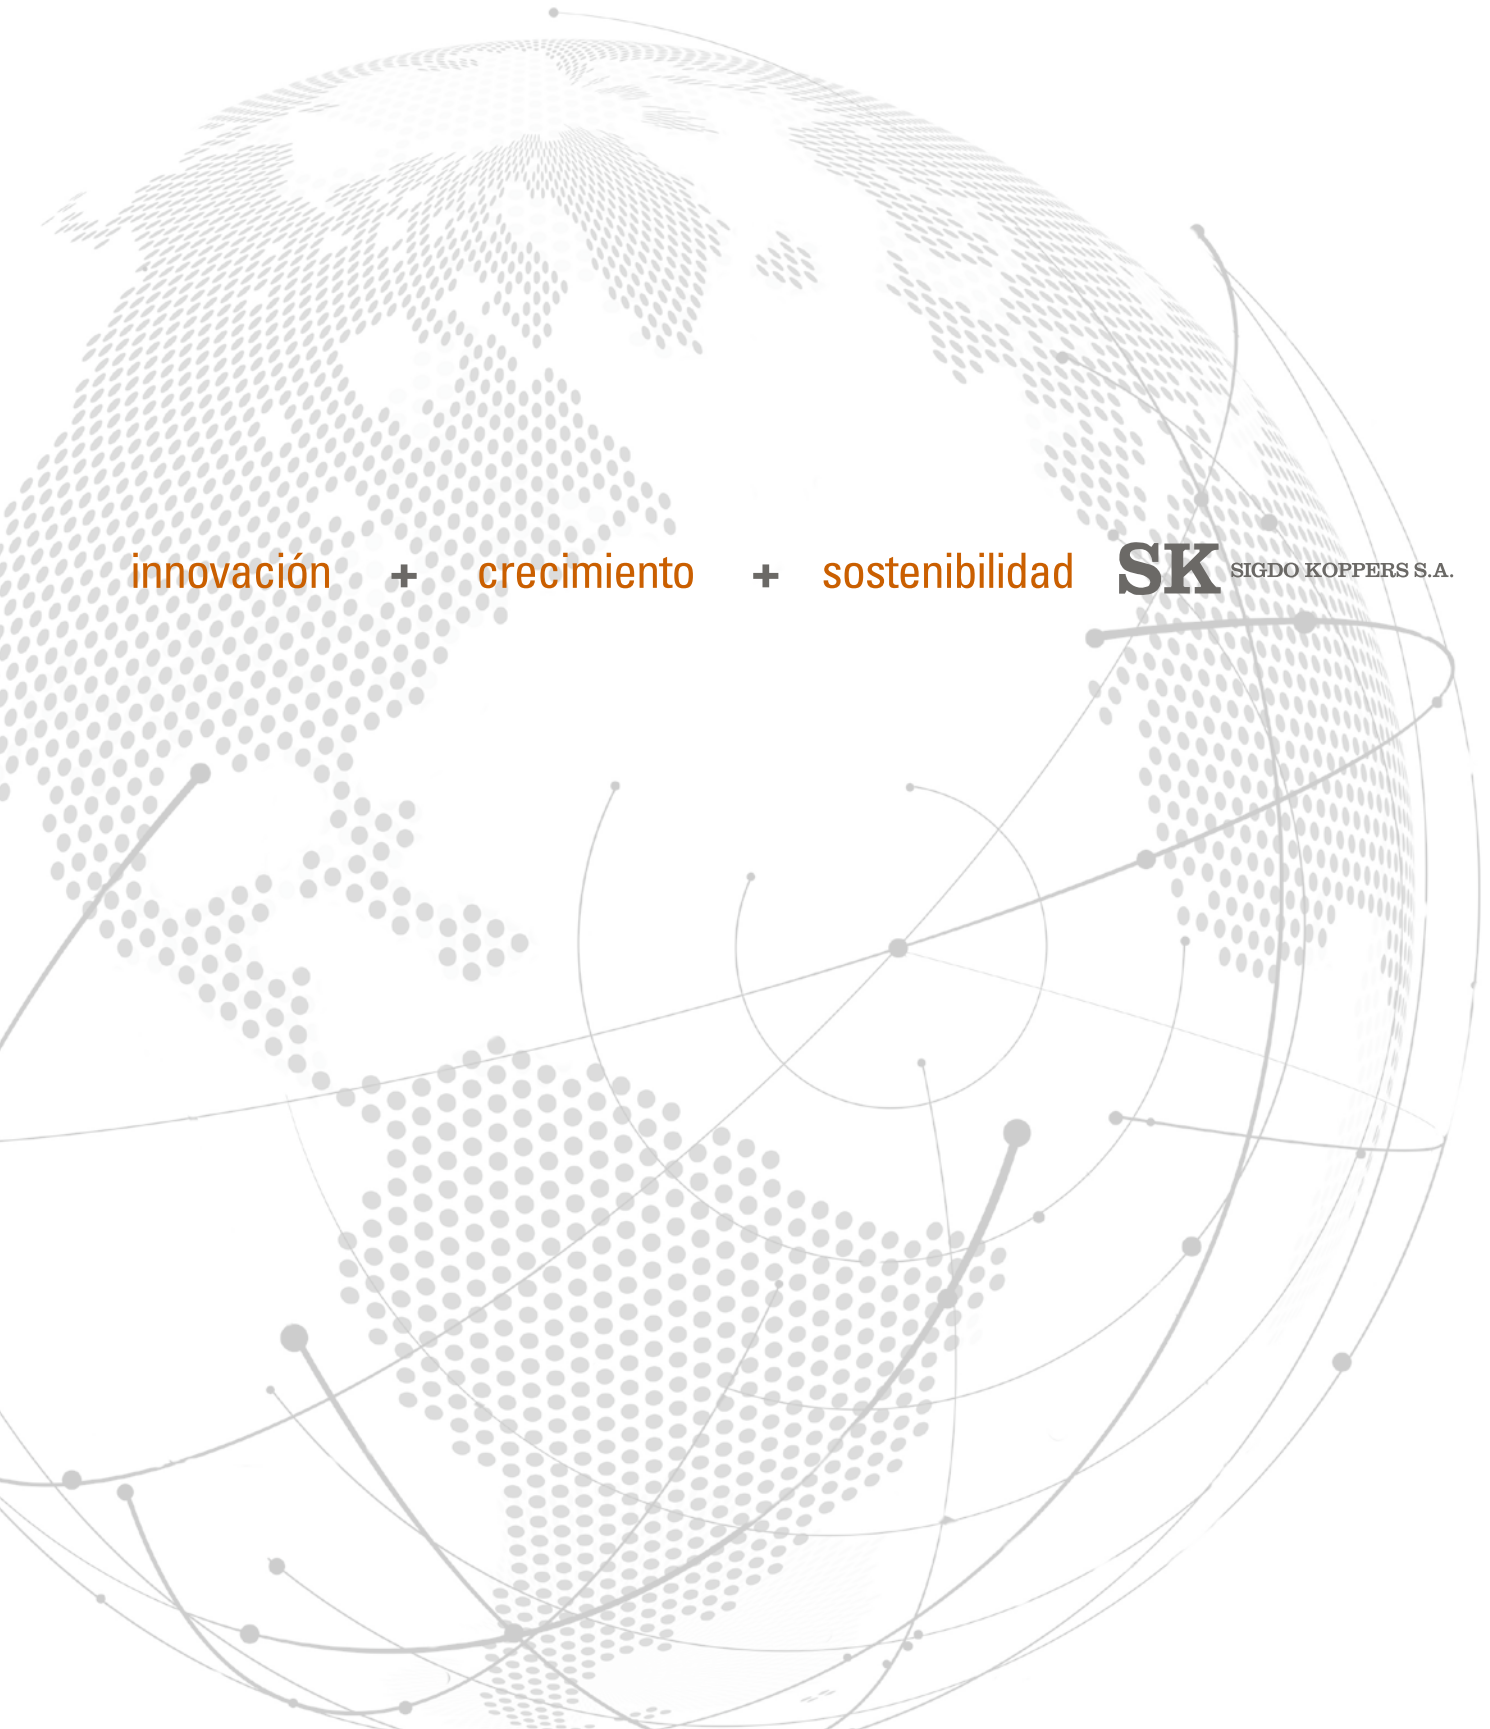 innovación + crecimiento + sostenibilidad SK SIGDO KOPPERS S.A.